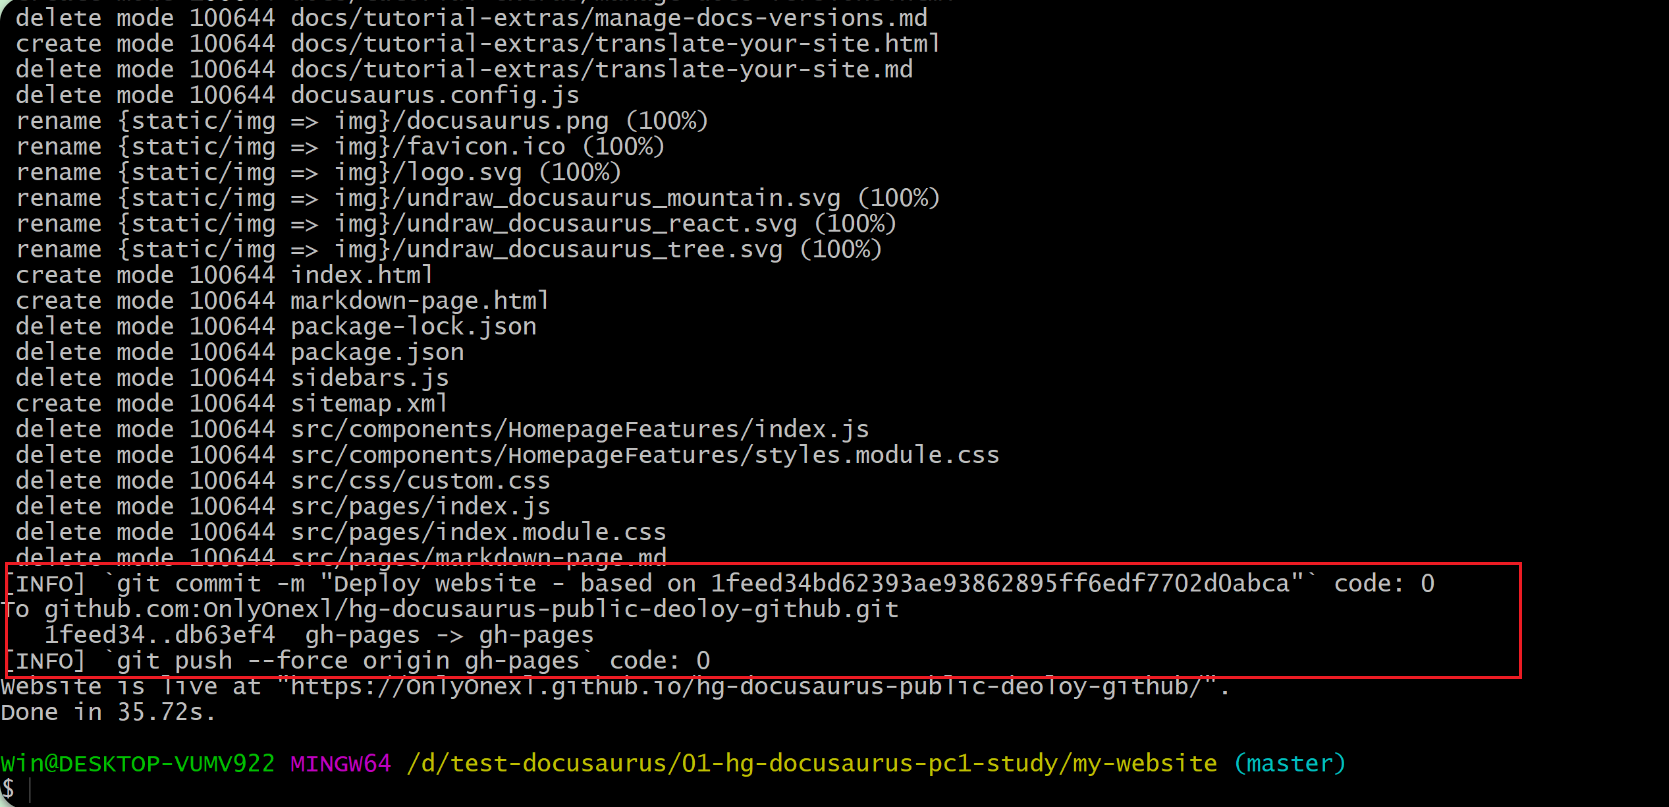 delete mode 100644 docs/tutorial-extras/manage-docs-versions.md
create mode 100644 docs/tutorial-extras/translate-your-site.html
delete mode 100644 docs/tutorial-extras/translate-your-site.md
delete mode 100644 docusaurus.config.js
rename {static/img => img}/docusaurus.png (100%)
rename {static/img => img}/favicon.ico (100%)
rename {static/img => img}/logo.svg (100%)
rename {static/img => img}/undraw_docusaurus_mountain.svg (100%)
rename {static/img => img}/undraw_docusaurus_react.svg (100%)
rename {static/img => img}/undraw_docusaurus_tree.svg (100%)
create mode 100644 index.html
create mode 100644 markdown-page.html
delete mode 100644 package-lock.json
delete mode 100644 package.json
delete mode 100644 sidebars.js
create mode 100644 sitemap.xml
delete mode 100644 src/components/HomepageFeatures/index.js
delete mode 100644 src/components/HomepageFeatures/styles.module.css
delete mode 100644 src/css/custom.css
delete mode 100644 src/pages/index.js
delete mode 100644 src/pages/index.module.css
delete mode 100644 src/pages/markdown-page.md
[INFO] `git commit -m "Deploy website - based on 1feed34bd62393ae93862895ff6edf7702d0abca"` code: 0
To github.com:OnlyOnexl/hg-docusaurus-public-deoloy-github.git
1feed34..db63ef4 gh-pages -> gh-pages
[INFO] `git push --force origin gh-pages` code: 0
Website is live at "https://OnlyOnexl.github.io/hg-docusaurus-public-deoloy-github/".
Done in 35.72s.
Win@DESKTOP-VUMV922 MINGW64 /d/test-docusaurus/01-hg-docusaurus-pc1-study/my-website (master)
$